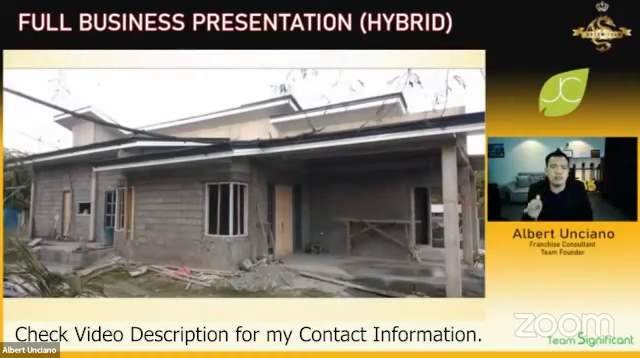 FULL BUSINESS PRESENTATION (HYBRID)
JC
Albert Unciano
Franchise Consultant
Team Founder
zoom
Team Significant
Check Video Description for my Contact Information.
Albert Unciano